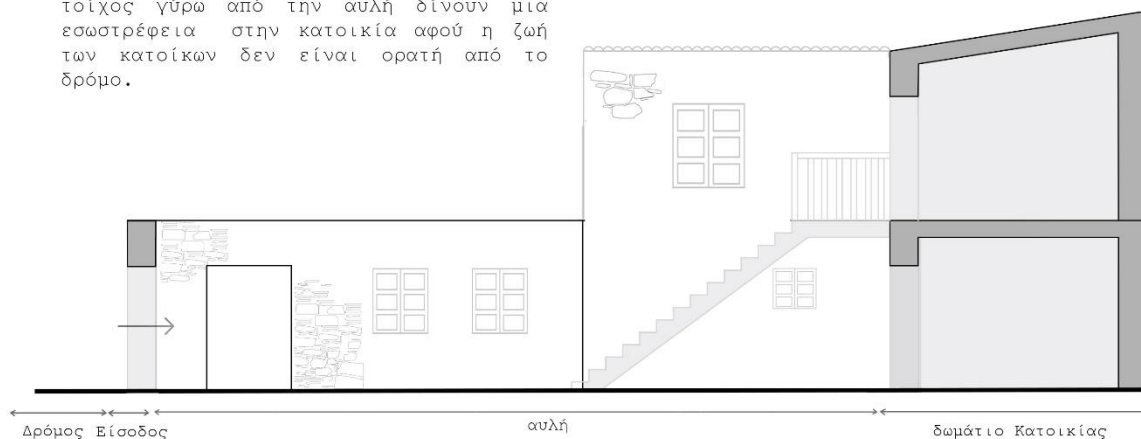 τοίχος γύρω από την αυλή δίνουν μια
εσωστρέφεια στην κατοικία αφού η ζωή
των κατοίκων δεν είναι ορατή από το
δρόμο.
Δρόμος Είσοδος αυλή δωμάτιο Κατοικίας